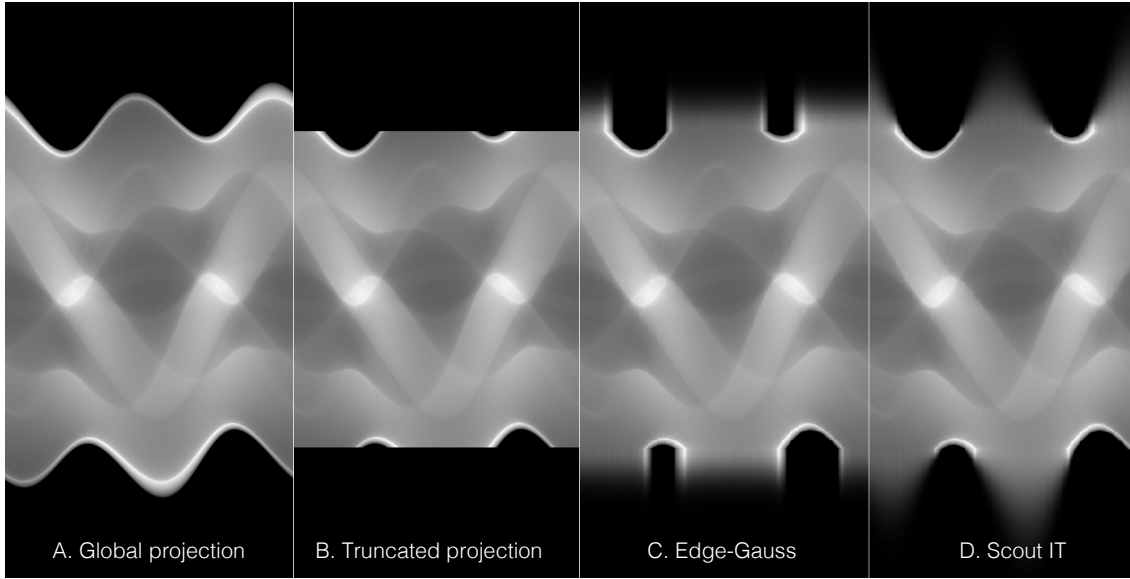 A. Global projection
B. Truncated projection
C. Edge-Gauss
D. Scout IT